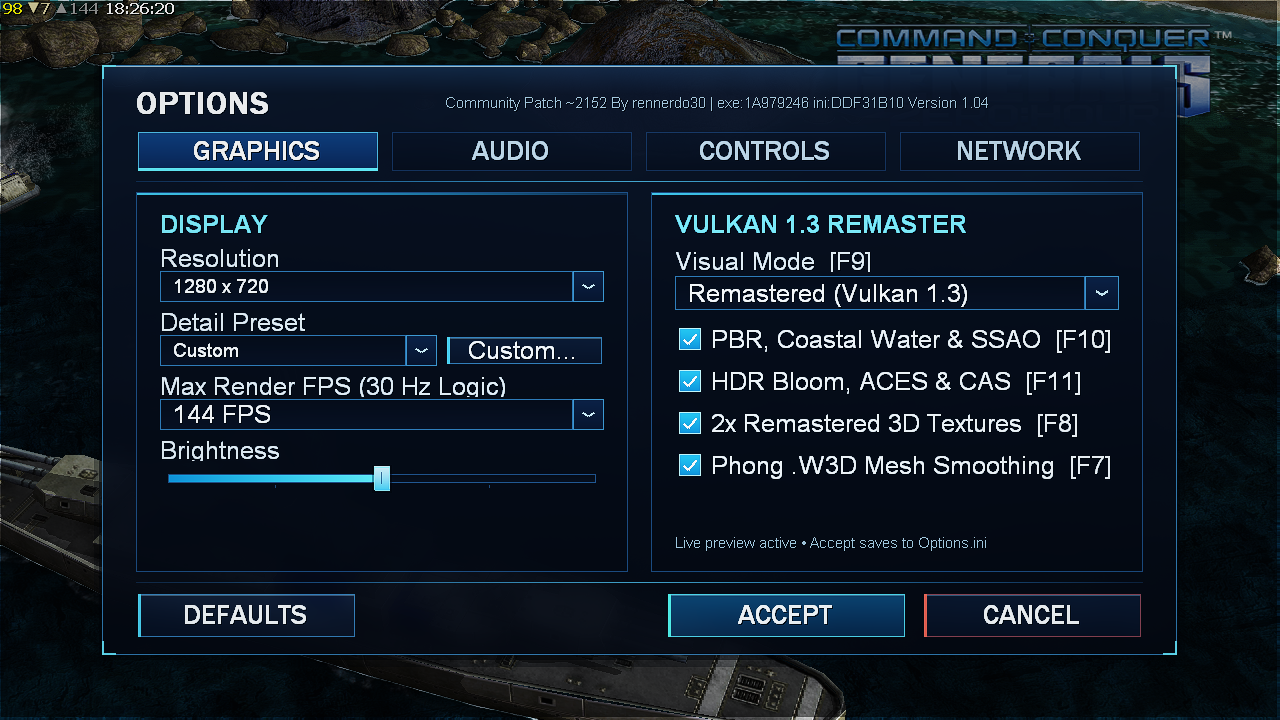 98 ▼7 ▲144 18:26:20
COMMAND & CONQUER™
OPTIONS
Community Patch ~2152 By rennerdo30 | exe:1A979246 ini:DDF31B10 Version 1.04
GRAPHICS AUDIO CONTROLS NETWORK
DISPLAY
Resolution
1280 x 720
Detail Preset
Custom Custom...
Max Render FPS (30 Hz Logic)
144 FPS
Brightness
VULKAN 1.3 REMASTER
Visual Mode [F9]
Remastered (Vulkan 1.3)
PBR, Coastal Water & SSAO [F10]
HDR Bloom, ACES & CAS [F11]
2x Remastered 3D Textures [F8]
Phong .W3D Mesh Smoothing [F7]
Live preview active • Accept saves to Options.ini
DEFAULTS ACCEPT CANCEL